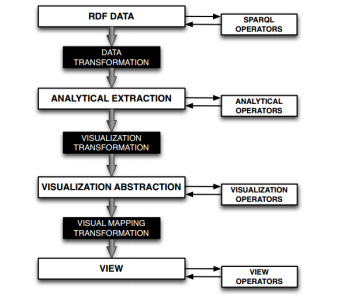 RDF DATA
SPARQL
OPERATORS
DATA
TRANSFORMATION
ANALYTICAL EXTRACTION
ANALYTICAL
OPERATORS
VISUALIZATION
TRANSFORMATION
VISUALIZATION ABSTRACTION
VISUALIZATION
OPERATORS
VISUAL MAPPING
TRANSFORMATION
VIEW
VIEW
OPERATORS